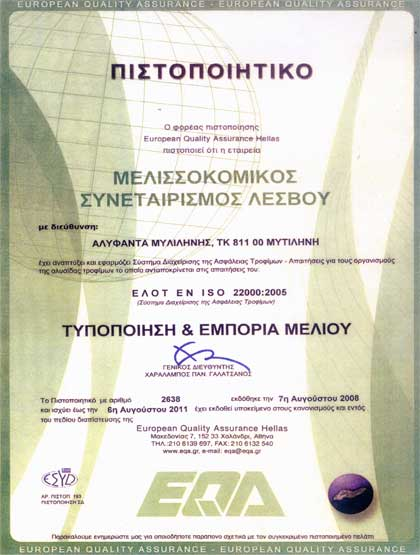 EUROPEAN QUALITY ASSURANCE - EUROPEAN QUALITY ASSURANCE
ΠΙΣΤΟΠΟΙΗΤΙΚΟ
Ο φορέας πιστοποίησης
European Quality Assurance Hellas
πιστοποιεί ότι η εταιρεία
ΜΕΛΙΣΣΟΚΟΜΙΚΟΣ
ΣΥΝΕΤΑΙΡΙΣΜΟΣ ΛΕΣΒΟΥ
με διεύθυνση:
ΑΛΥΦΑΝΤΑ ΜΥΛΙΛΗΝΗΣ, ΤΚ 811 00 ΜΥΤΙΛΗΝΗ
έχει αναπτύξει και εφαρμόζει Σύστημα Διαχείρισης της Ασφάλειας Τροφίμων - Απαιτήσεις για τους οργανισμούς
της αλυσίδας τροφίμου το οποίο ανταποκρίνεται στις απαιτήσεις του:
ΕΛΟΤ EN ISO 22000:2005
(Σύστημα Διαχείρισης της Ασφάλειας Τροφίμων)
ΤΥΠΟΠΟΙΗΣΗ & ΕΜΠΟΡΙΑ ΜΕΛΙΟΥ
ΓΕΝΙΚΟΣ ΔΙΕΥΘΥΝΤΗΣ
ΧΑΡΑΛΑΜΠΟΣ ΠΑΝ. ΓΑΛΑΤΣΑΝΟΣ
Το Πιστοποιητικό με αριθμό 2638 εκδόθηκε την 7η Αυγούστου 2008
και ισχύει έως την 6η Αυγούστου 2011 έχει εκδοθεί υποκείμενο στους κανονισμούς και εντός
του πεδίου διαπίστευσης της
European Quality Assurance Hellas
Μακεδονίας 7, 152 33 Χαλάνδρι, Αθήνα
ΤΗΛ.:210 6139 697, FAX: 210 6132 540
www.eqa.gr, e-mail: eqa@eqa.gr
ΕΣΥD
ΑΡ. ΠΙΣΤΟΠ 193
ΠΙΣΤΟΠΟΙΗΣΗ ΣΔ
EQA
Παρακαλούμε ενημερώστε μας για οποιοδήποτε παράπονο σχετικά με τον συγκεκριμένο πιστοποιημένο πελάτη
EUROPEAN QUALITY ASSURANCE - EUROPEAN QUALITY ASSURANCE